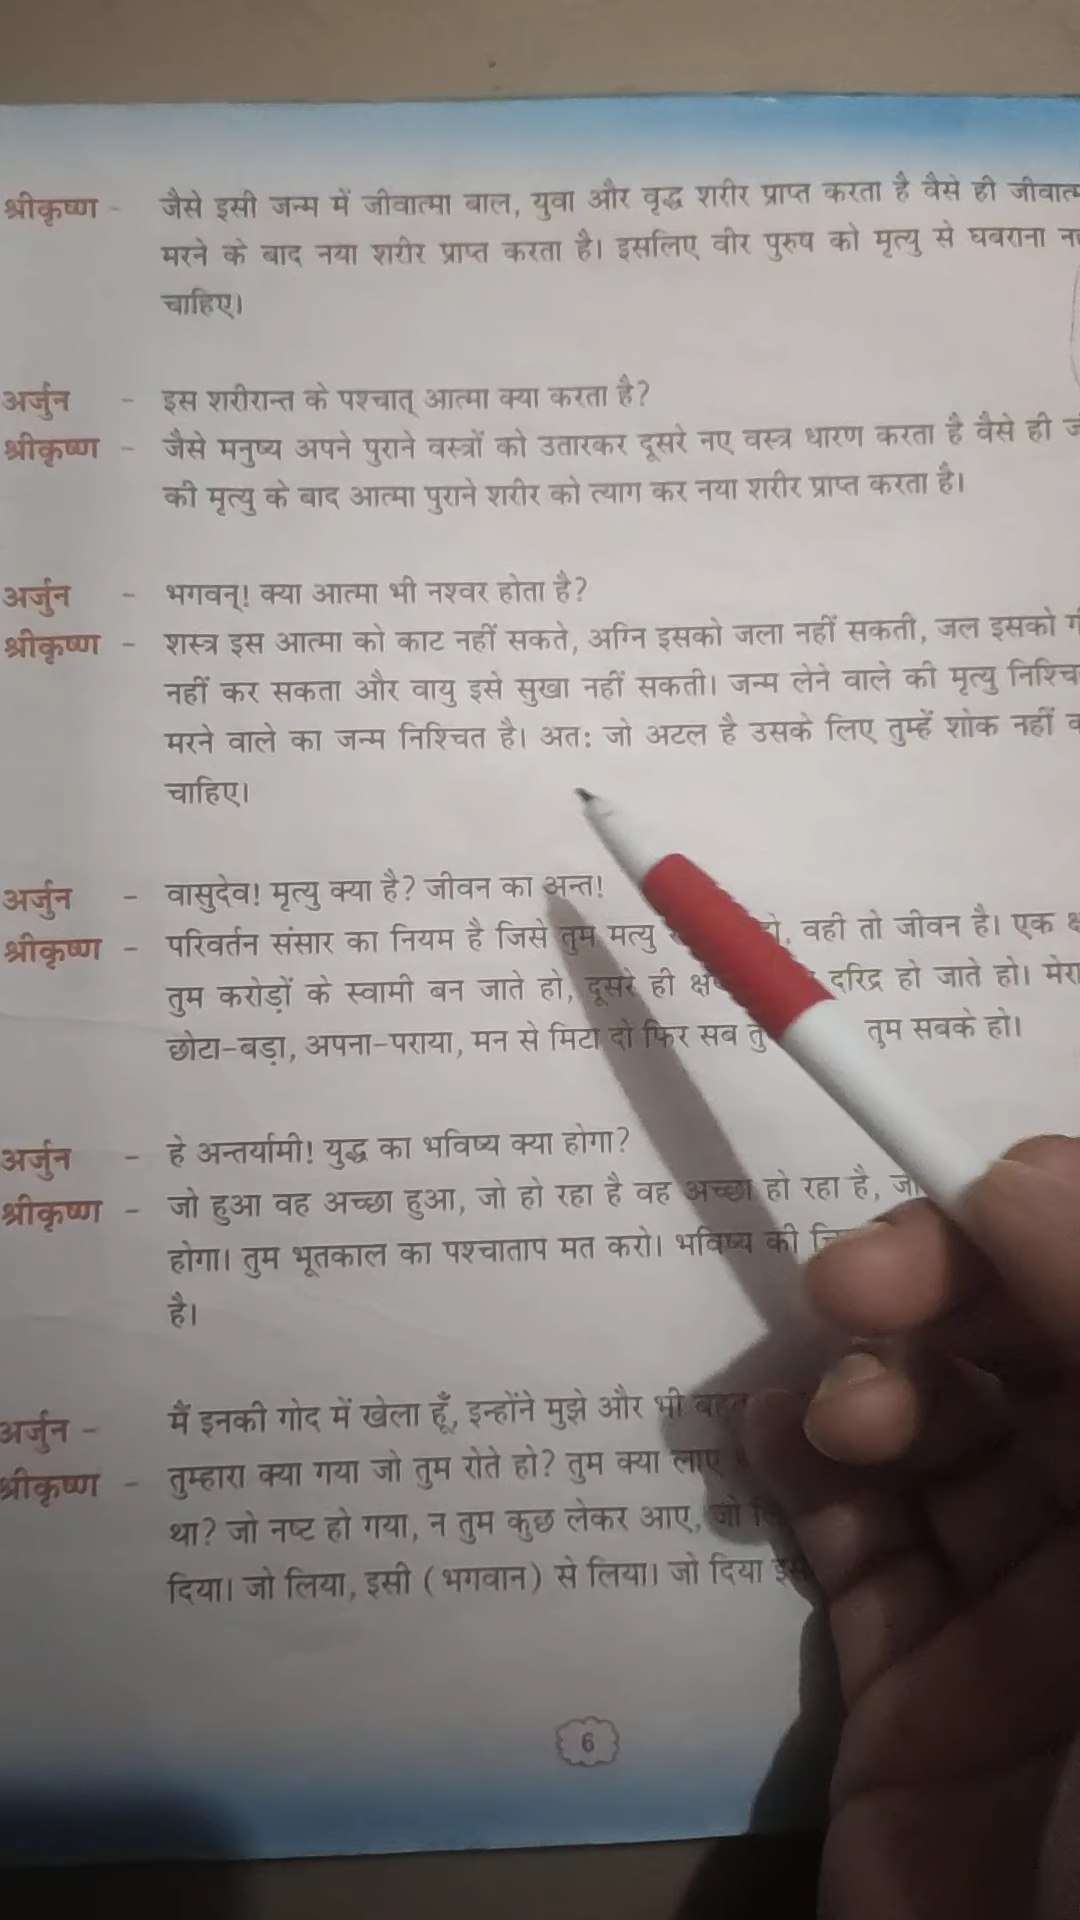 श्रीकृष्ण - जैसे इसी जन्म में जीवात्मा बाल, युवा और वृद्ध शरीर प्राप्त करता है वैसे ही
मरने के बाद नया शरीर प्राप्त करता है। इसलिए वीर पुरुष को मृत्यु से घबराना
चाहिए।
अर्जुन - इस शरीरान्त के पश्चात् आत्मा क्या करता है?
श्रीकृष्ण - जैसे मनुष्य अपने पुराने वस्त्रों को उतारकर दूसरे नए वस्त्र धारण करता है वैसे ही
की मृत्यु के बाद आत्मा पुराने शरीर को त्याग कर नया शरीर प्राप्त करता है।
अर्जुन - भगवन्! क्या आत्मा भी नश्वर होता है?
श्रीकृष्ण - शस्त्र इस आत्मा को काट नहीं सकते, अग्नि इसको जला नहीं सकती, जल इसको
नहीं कर सकता और वायु इसे सुखा नहीं सकती। जन्म लेने वाले की मृत्यु
मरने वाले का जन्म निश्चित है। अतः जो अटल है उसके लिए तुम्हें शोक नहीं
चाहिए।
अर्जुन - वासुदेव! मृत्यु क्या है? जीवन का अन्त!
श्रीकृष्ण - परिवर्तन संसार का नियम है जिसे तुम मत्यु वही तो जीवन है। एक
तुम करोड़ों के स्वामी बन जाते हो, दूसरे ही दरिद्र हो जाते हो। मेरा
छोटा-बड़ा, अपना-पराया, मन से मिटा दो फिर सब तुम सबके हो।
अर्जुन - हे अन्तर्यामी! युद्ध का भविष्य क्या होगा?
श्रीकृष्ण - जो हुआ वह अच्छा हुआ, जो हो रहा है वह अच्छा हो रहा है,
होगा। तुम भूतकाल का पश्चाताप मत करो। भविष्य की
है।
अर्जुन - मैं इनकी गोद में खेला हूँ, इन्होंने मुझे और भी
श्रीकृष्ण - तुम्हारा क्या गया जो तुम रोते हो? तुम क्या लाए
था? जो नष्ट हो गया, न तुम कुछ लेकर आए, जो
दिया। जो लिया, इसी (भगवान) से लिया। जो दिया
6